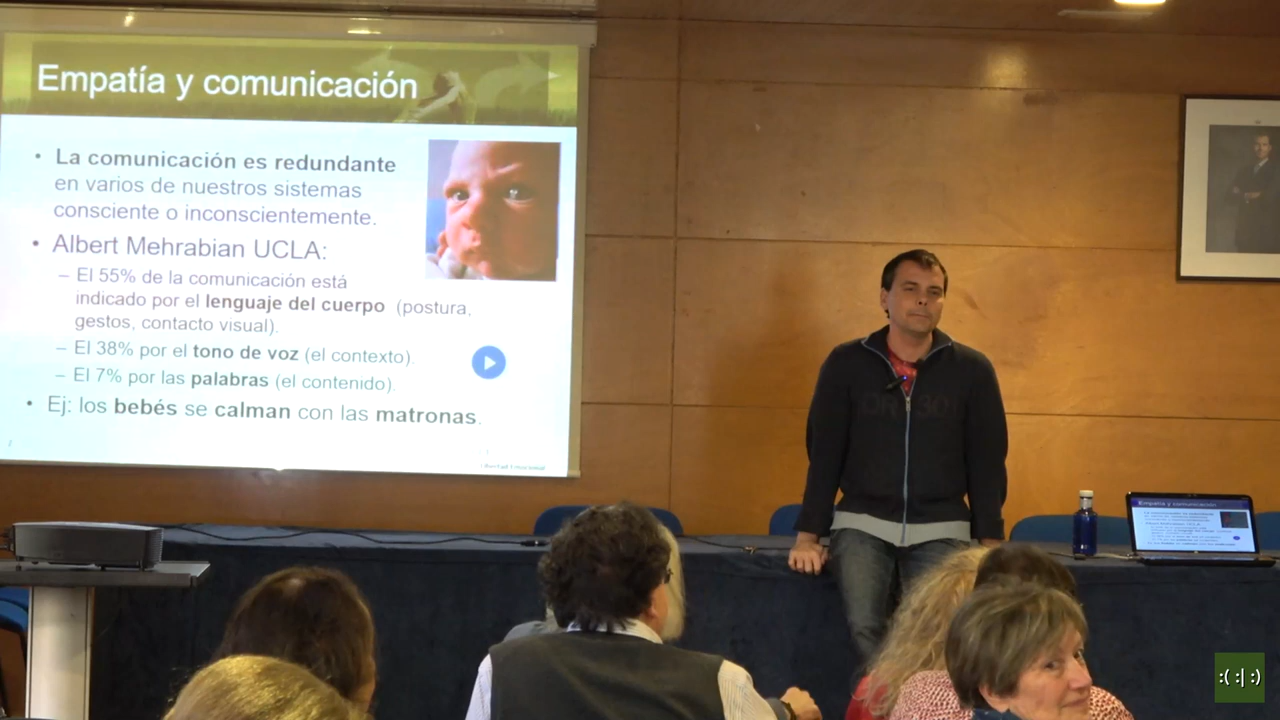 Empatía y comunicación
• La comunicación es redundante
en varios de nuestros sistemas
consciente o inconscientemente.
• Albert Mehrabian UCLA:
– El 55% de la comunicación está
indicado por el lenguaje del cuerpo (postura,
gestos, contacto visual).
– El 38% por el tono de voz (el contexto).
– El 7% por las palabras (el contenido).
• Ej: los bebés se calman con las matronas.
Empatía y comunicación
:( :| :)